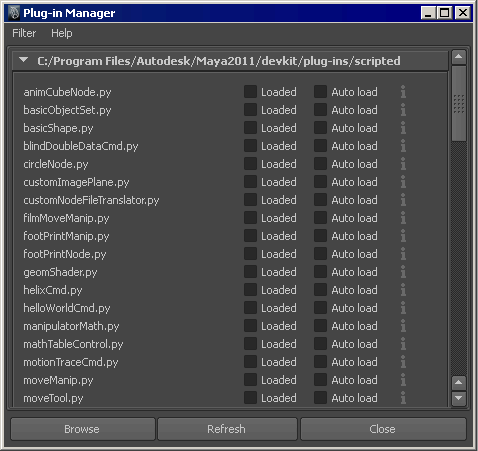 Plug-in Manager
Filter Help
C:/Program Files/Autodesk/Maya2011/devkit/plug-ins/scripted
animCubeNode.py Loaded Auto load
basicObjectSet.py Loaded Auto load
basicShape.py Loaded Auto load
blindDoubleDataCmd.py Loaded Auto load
circleNode.py Loaded Auto load
customImagePlane.py Loaded Auto load
customNodeFileTranslator.py Loaded Auto load
filmMoveManip.py Loaded Auto load
footPrintManip.py Loaded Auto load
footPrintNode.py Loaded Auto load
geomShader.py Loaded Auto load
helixCmd.py Loaded Auto load
helloWorldCmd.py Loaded Auto load
manipulatorMath.py Loaded Auto load
mathTableControl.py Loaded Auto load
motionTraceCmd.py Loaded Auto load
moveManip.py Loaded Auto load
moveTool.py Loaded Auto load
Browse Refresh Close